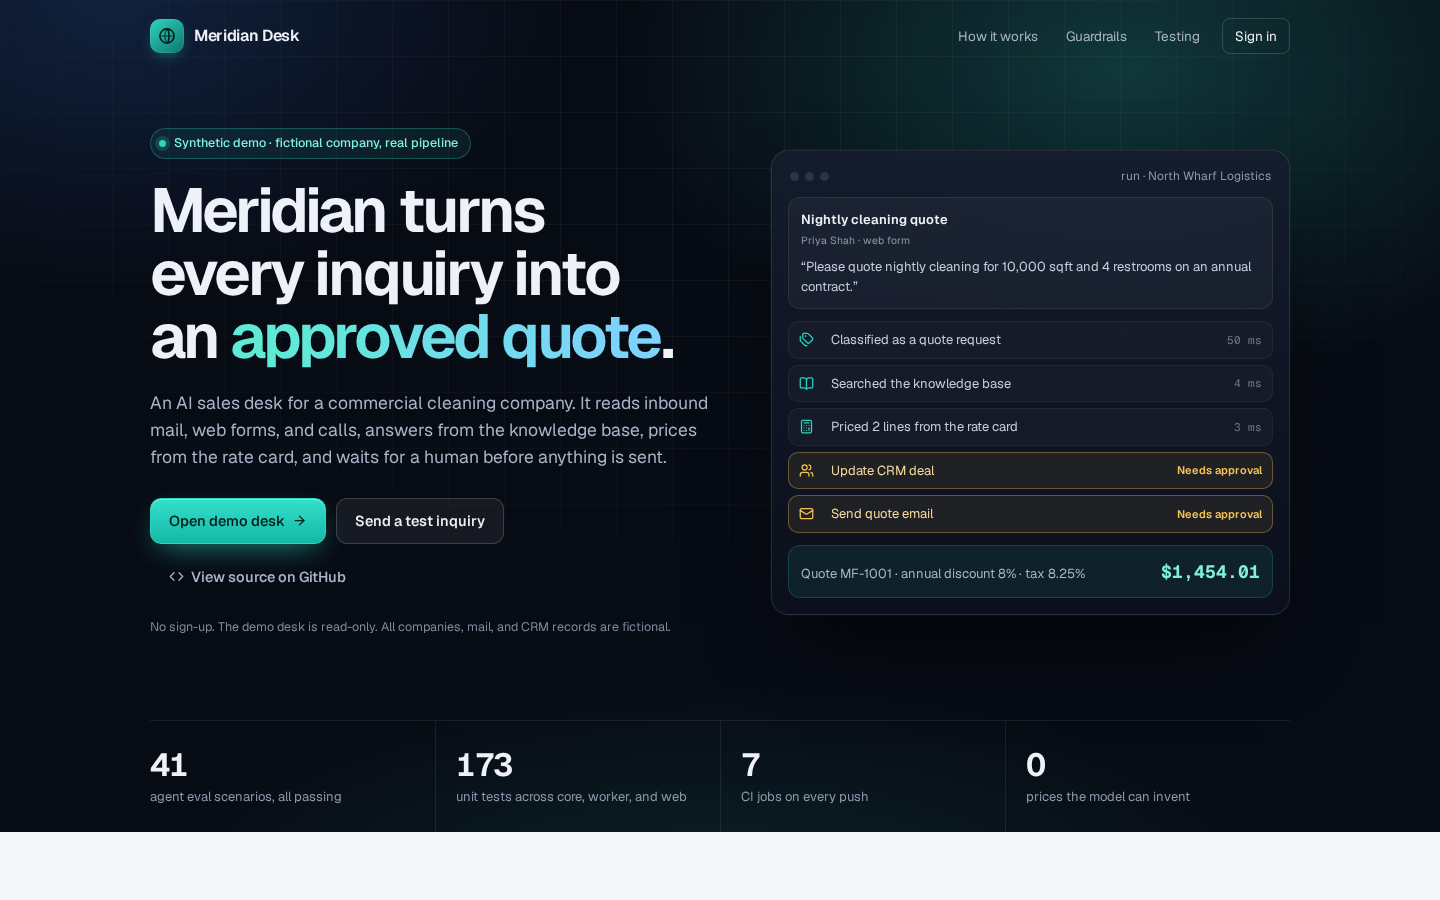 Meridian Desk
How it works
Guardrails
Testing
Sign in
Synthetic demo · fictional company, real pipeline
Meridian turns
every inquiry into
an approved quote.
An AI sales desk for a commercial cleaning company. It reads inbound
mail, web forms, and calls, answers from the knowledge base, prices
from the rate card, and waits for a human before anything is sent.
Open demo desk →
Send a test inquiry
View source on GitHub
No sign-up. The demo desk is read-only. All companies, mail, and CRM records are fictional.
run · North Wharf Logistics
Nightly cleaning quote
Priya Shah · web form
“Please quote nightly cleaning for 10,000 sqft and 4 restrooms on an annual
contract.”
Classified as a quote request 50 ms
Searched the knowledge base 4 ms
Priced 2 lines from the rate card 3 ms
Update CRM deal Needs approval
Send quote email Needs approval
Quote MF-1001 · annual discount 8% · tax 8.25% $1,454.01
41
agent eval scenarios, all passing
173
unit tests across core, worker, and web
7
CI jobs on every push
0
prices the model can invent